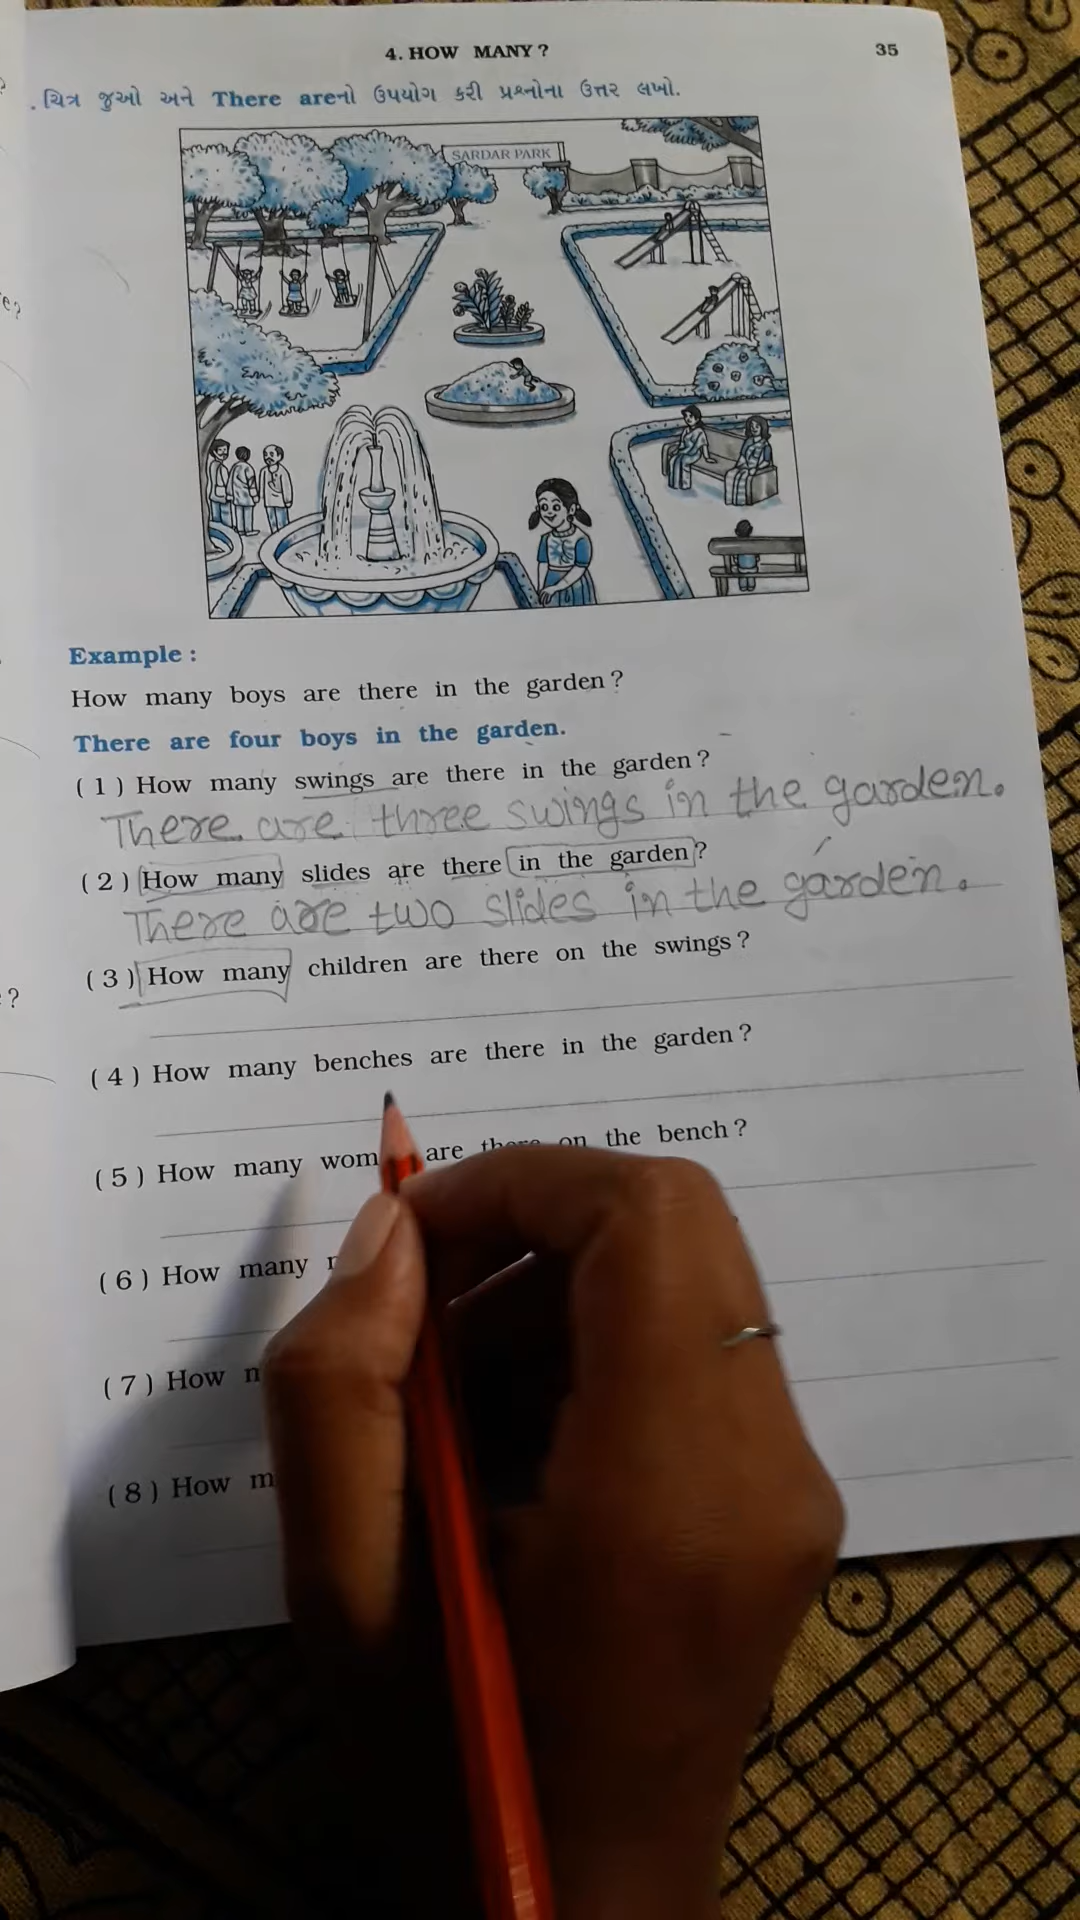 4. HOW MANY ?
35
. ચિત્ર જુઓ અને There areનો ઉપયોગ કરી પ્રશ્નોના ઉત્તર લખો.
SARDAR PARK
Example :
How many boys are there in the garden ?
There are four boys in the garden.
( 1 ) How many swings are there in the garden ?
There are three swings in the garden.
( 2 ) How many slides are there in the garden ?
There are two slides in the garden.
( 3 ) How many children are there on the swings ?
?
( 4 ) How many benches are there in the garden ?
( 5 ) How many are there on the bench ?
( 6 ) How many
( 7 ) How
( 8 ) How